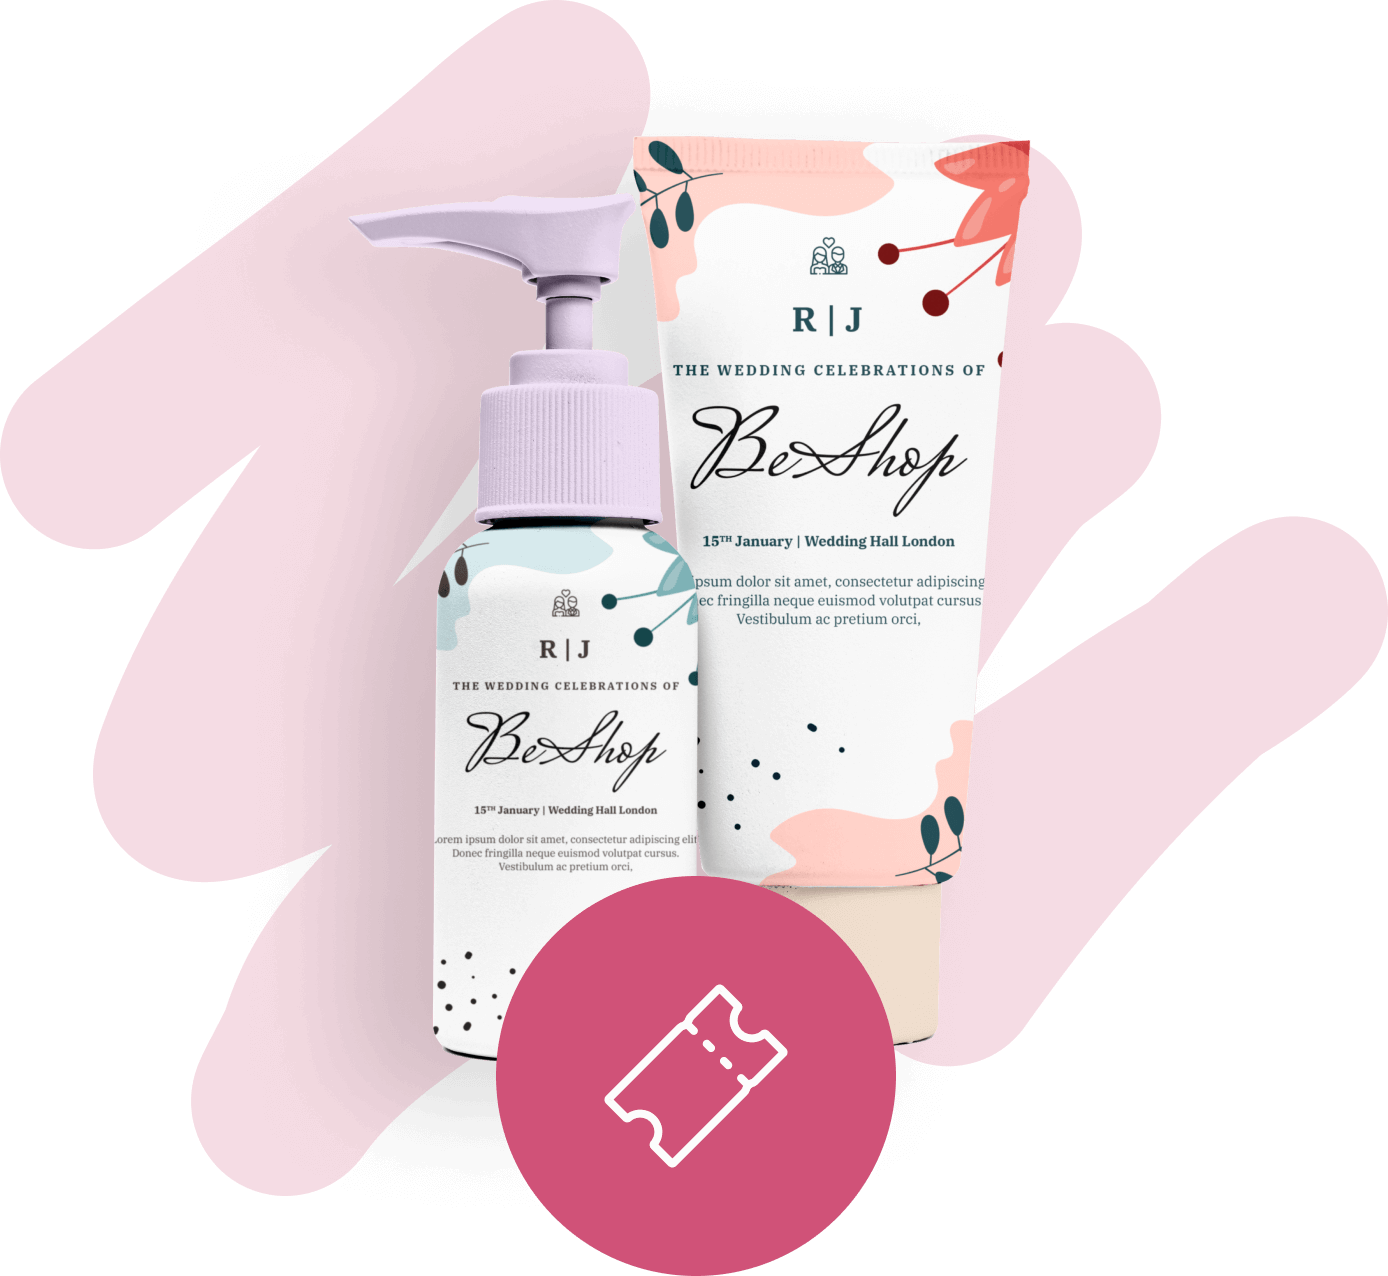 R | J
THE WEDDING CELEBRATIONS OF
BeShop
15TH January | Wedding Hall London
psum dolor sit amet, consectetur adipiscing
ec fringilla neque euismod volutpat cursus
Vestibulum ac pretium orci,
R | J
THE WEDDING CELEBRATIONS OF
BeShop
15TH January | Wedding Hall London
orem ipsum dolor sit amet, consectetur adipiscing elit
Donec fringilla neque euismod volutpat cursus.
Vestibulum ac pretium orci,